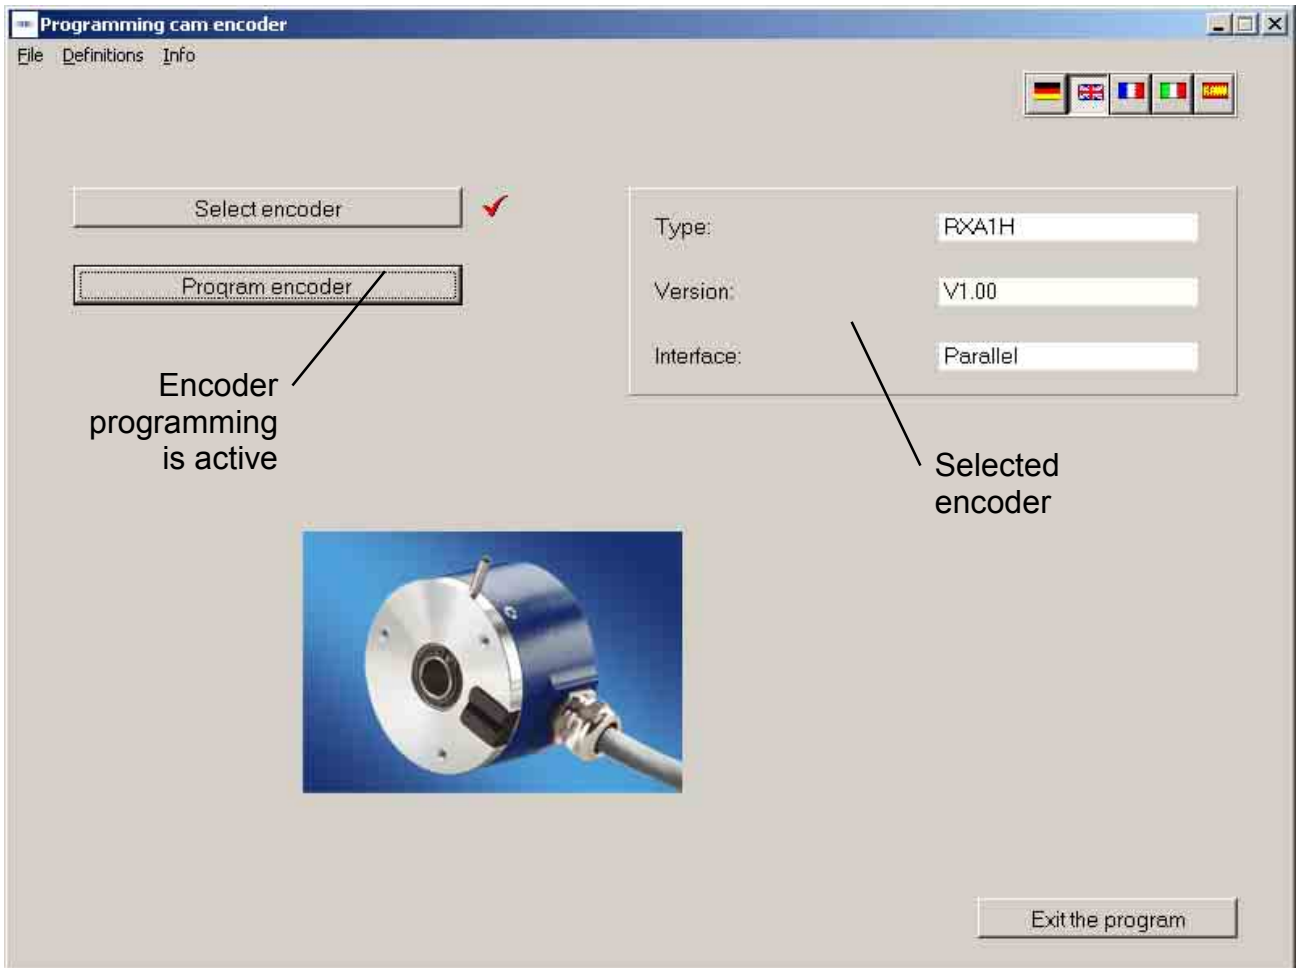 Programming cam encoder
File Definitions Info
Select encoder
Program encoder
Type: RXA1H
Version: V1.00
Interface: Parallel
Encoder
programming
is active
Selected
encoder
Exit the program